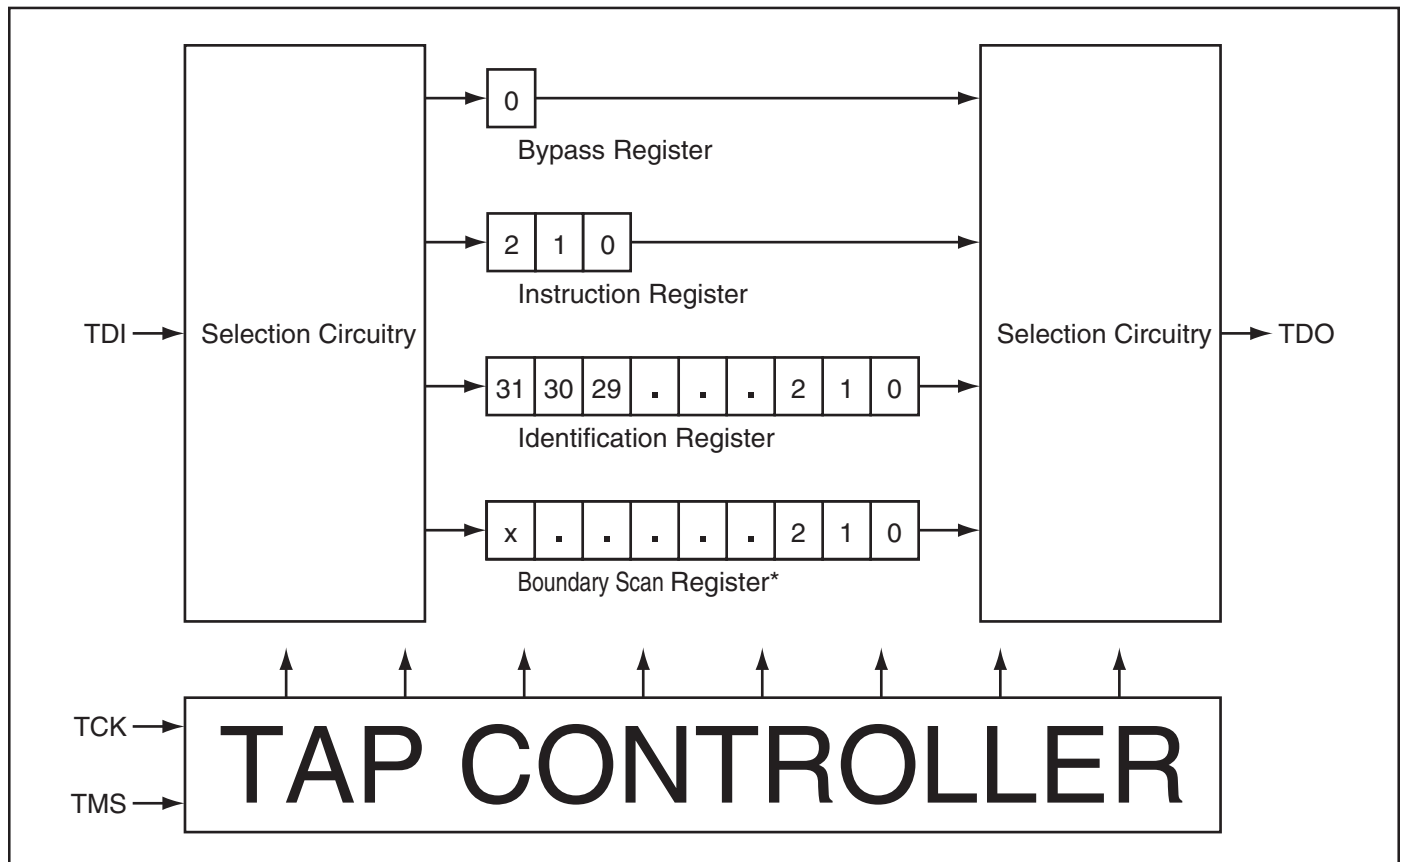 0
Bypass Register
2 1 0
Instruction Register
TDI
Selection Circuitry
Selection Circuitry
TDO
31 30 29 . . . 2 1 0
Identification Register
x . . . . . 2 1 0
Boundary Scan Register*
TCK
TMS
TAP CONTROLLER